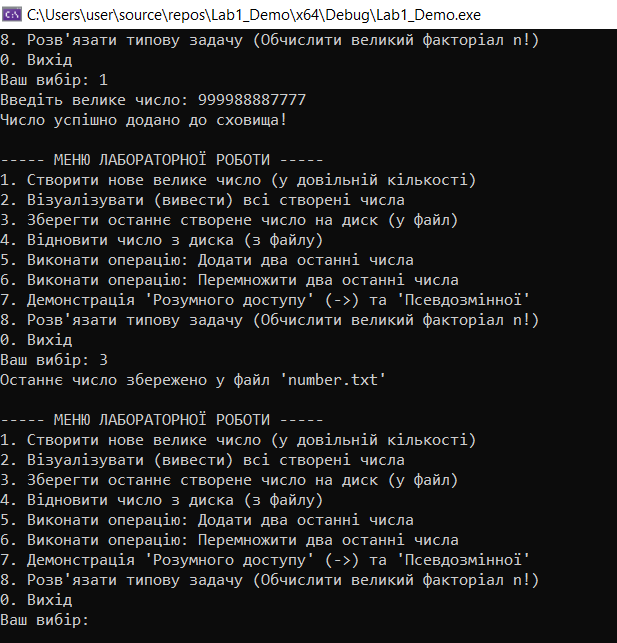 C:\Users\user\source\repos\Lab1_Demo\x64\Debug\Lab1_Demo.exe
8. Розв'язати типову задачу (Обчислити великий факторіал n!)
0. Вихід
Ваш вибір: 1
Введіть велике число: 999988887777
Число успішно додано до сховища!
----- МЕНЮ ЛАБОРАТОРНОЇ РОБОТИ -----
1. Створити нове велике число (у довільній кількості)
2. Візуалізувати (вивести) всі створені числа
3. Зберегти останнє створене число на диск (у файл)
4. Відновити число з диска (з файлу)
5. Виконати операцію: Додати два останні числа
6. Виконати операцію: Перемножити два останні числа
7. Демонстрація 'Розумного доступу' (->) та 'Псевдозмінної'
8. Розв'язати типову задачу (Обчислити великий факторіал n!)
0. Вихід
Ваш вибір: 3
Останнє число збережено у файл 'number.txt'
----- МЕНЮ ЛАБОРАТОРНОЇ РОБОТИ -----
1. Створити нове велике число (у довільній кількості)
2. Візуалізувати (вивести) всі створені числа
3. Зберегти останнє створене число на диск (у файл)
4. Відновити число з диска (з файлу)
5. Виконати операцію: Додати два останні числа
6. Виконати операцію: Перемножити два останні числа
7. Демонстрація 'Розумного доступу' (->) та 'Псевдозмінної'
8. Розв'язати типову задачу (Обчислити великий факторіал n!)
0. Вихід
Ваш вибір: